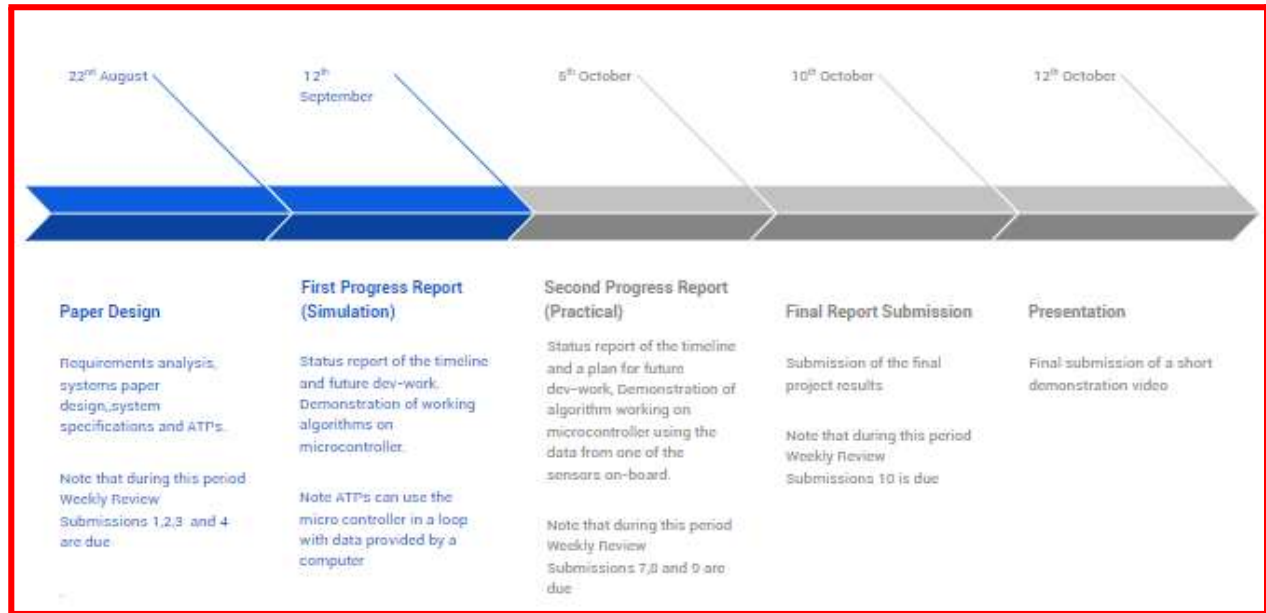 22nd August
12th
September
6th October
10th October
12th October
Paper Design
Requirements analysis,
systems paper
design,,system
specifications and ATPs.
Note that during this period
Weekly Review
Submissions 1,2,3 and 4
are due
First Progress Report
(Simulation)
Status report of the timeline
and future dev-work.
Demonstration of working
algorithms on
microcontroller.
Note ATPs can use the
micro controller in a loop
with data provided by a
computer
Second Progress Report
(Practical)
Status report of the timeline
and a plan for future
dev-work, Demonstration of
algorithm working on
microcontroller using the
data from one of the
sensors on-board.
Note that during this period
Weekly Review
Submissions 7,8 and 9 are
due
Final Report Submission
Submission of the final
project results
Note that during this period
Weekly Review
Submissions 10 is due
Presentation
Final submission of a short
demonstration video